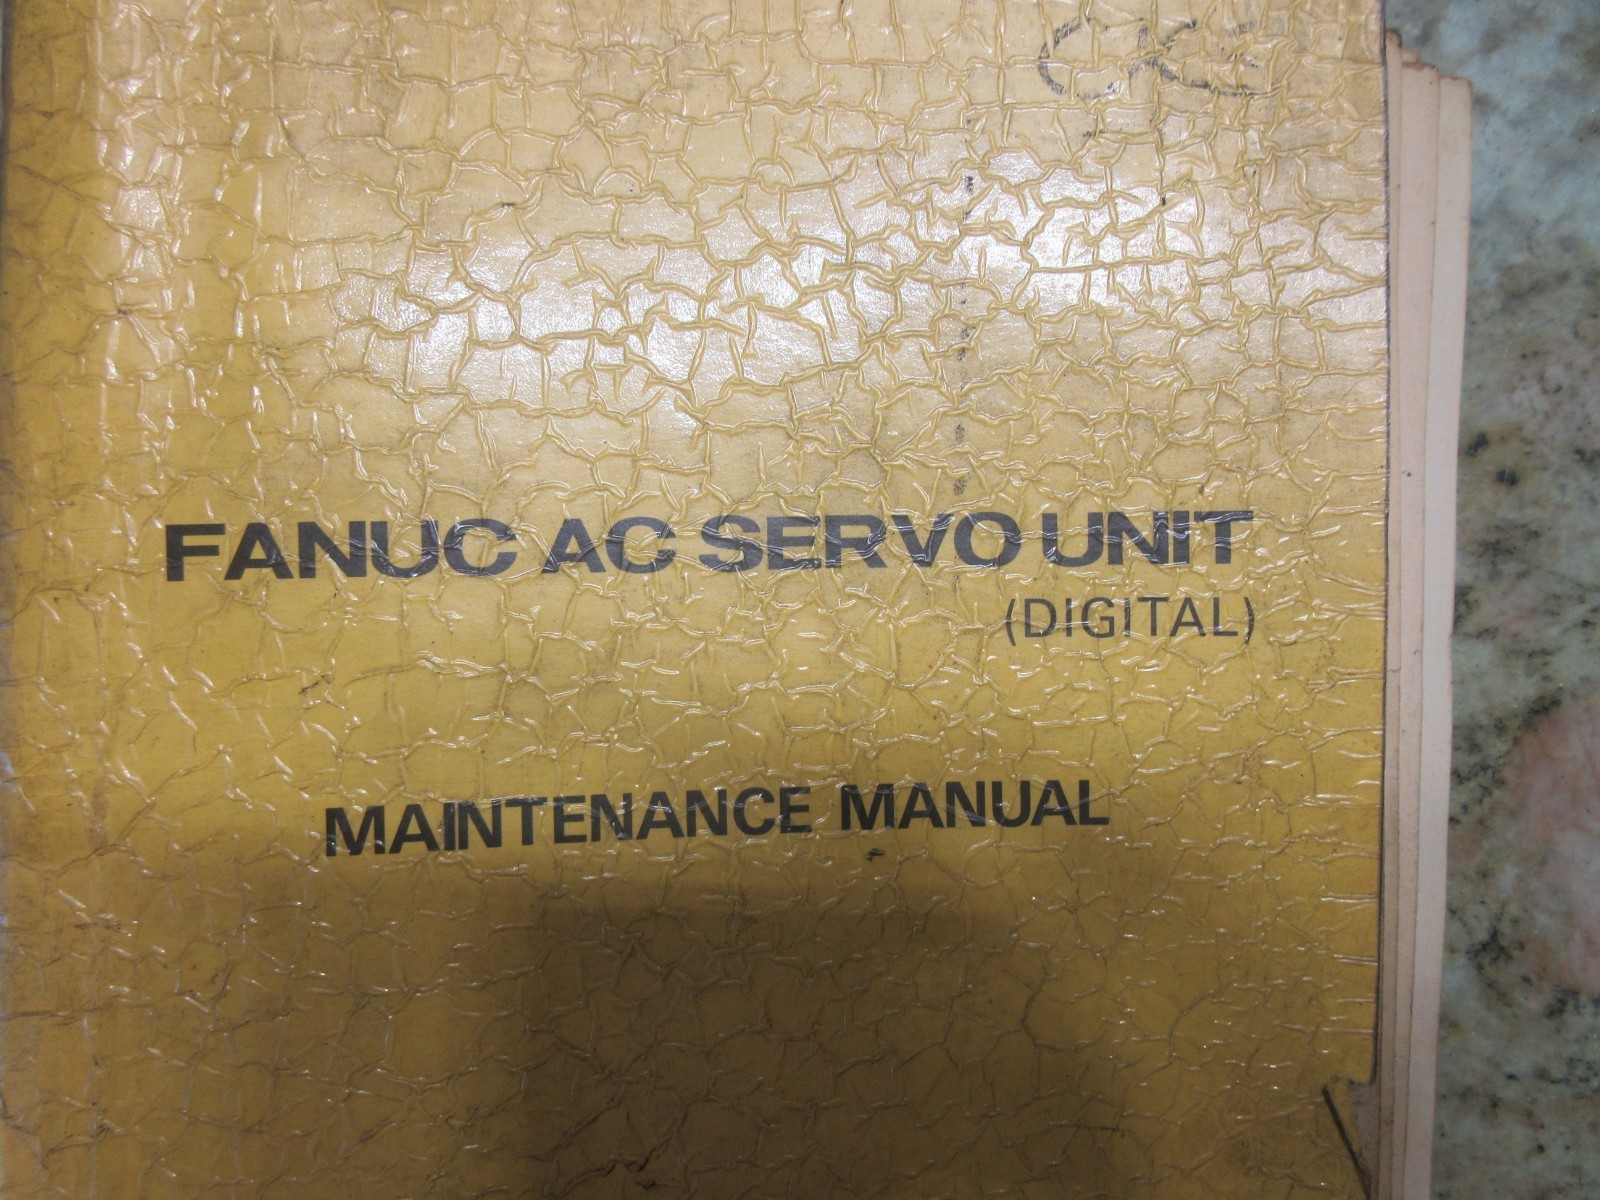 FANUC AC SERVO UNIT
(DIGITAL)
MAINTENANCE MANUAL